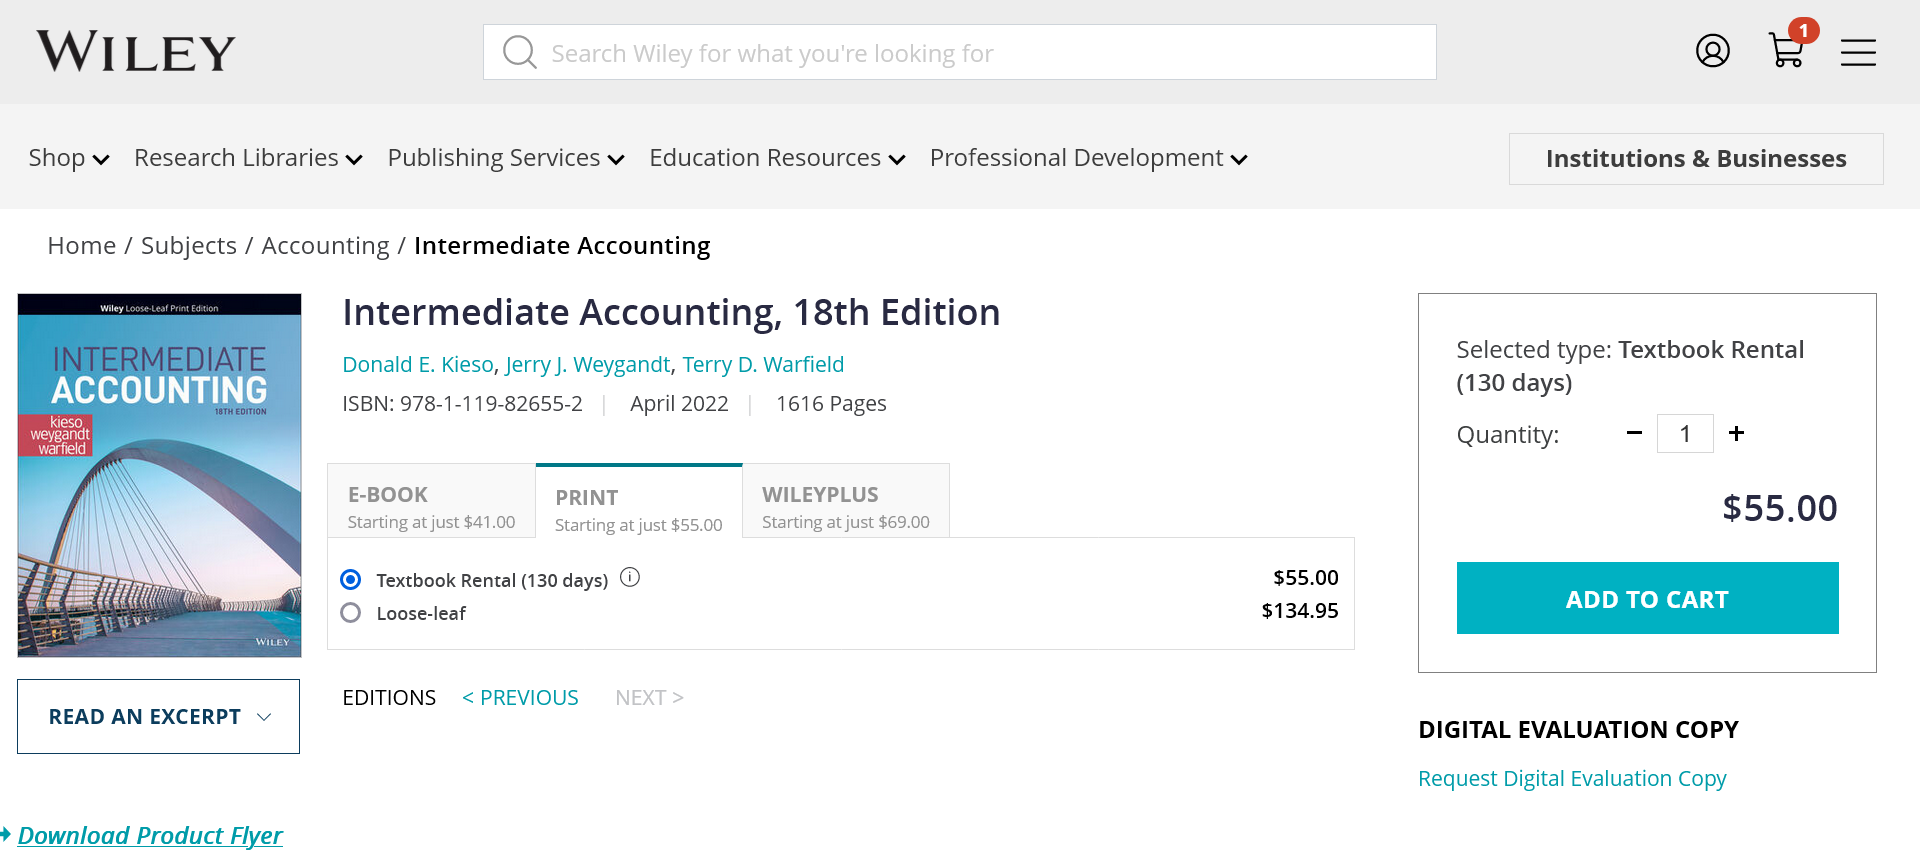 WILEY
Search Wiley for what you're looking for
1
Shop
Research Libraries
Publishing Services
Education Resources
Professional Development
Institutions & Businesses
Home / Subjects / Accounting / Intermediate Accounting
Wiley Loose-Leaf Print Edition
INTERMEDIATE
ACCOUNTING
18TH EDITION
kieso
weygandt
warfield
WILEY
READ AN EXCERPT
Download Product Flyer
Intermediate Accounting, 18th Edition
Donald E. Kieso, Jerry J. Weygandt, Terry D. Warfield
ISBN: 978-1-119-82655-2 | April 2022 | 1616 Pages
E-BOOK
Starting at just $41.00
PRINT
Starting at just $55.00
WILEYPLUS
Starting at just $69.00
Textbook Rental (130 days) $55.00
Loose-leaf $134.95
EDITIONS < PREVIOUS NEXT >
Selected type: Textbook Rental
(130 days)
Quantity: − 1 +
$55.00
ADD TO CART
DIGITAL EVALUATION COPY
Request Digital Evaluation Copy